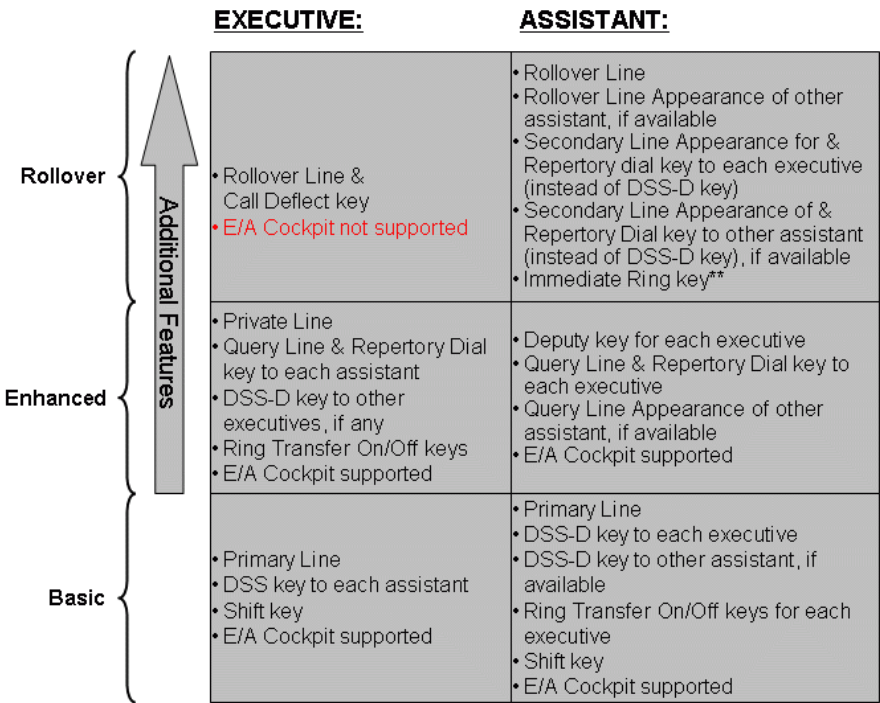 EXECUTIVE:
ASSISTANT:
Rollover
Additional Features
• Rollover Line &
Call Deflect key
• E/A Cockpit not supported
• Rollover Line
• Rollover Line Appearance of other
assistant, if available
• Secondary Line Appearance for &
Repertory dial key to each executive
(instead of DSS-D key)
• Secondary Line Appearance of &
Repertory Dial key to other assistant
(instead of DSS-D key), if available
• Immediate Ring key**
Enhanced
• Private Line
• Query Line & Repertory Dial
key to each assistant
• DSS-D key to other
executives, if any
• Ring Transfer On/Off keys
• E/A Cockpit supported
• Deputy key for each executive
• Query Line & Repertory Dial key to
each executive
• Query Line Appearance of other
assistant, if available
• E/A Cockpit supported
Basic
• Primary Line
• DSS key to each assistant
• Shift key
• E/A Cockpit supported
• Primary Line
• DSS-D key to each executive
• DSS-D key to other assistant, if
available
• Ring Transfer On/Off keys for each
executive
• Shift key
• E/A Cockpit supported